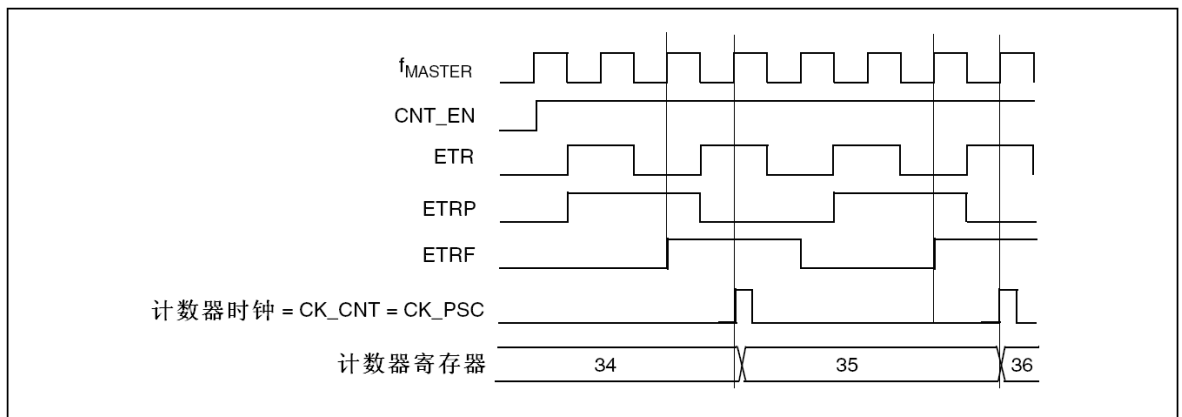 fMASTER
CNT_EN
ETR
ETRP
ETRF
计数器时钟 = CK_CNT = CK_PSC
计数器寄存器 34 35 36